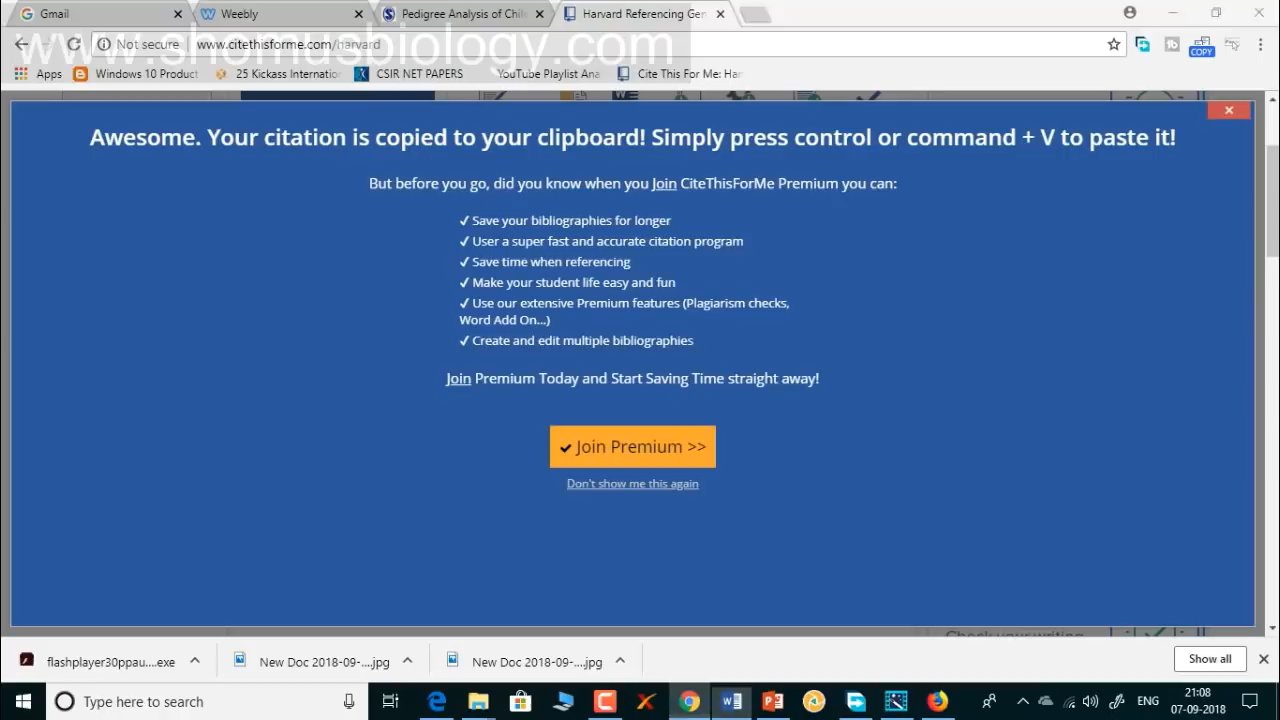 Gmail
Weebly
Pedigree Analysis of Chil
Harvard Referencing Gen
Not secure
www.citethisforme.com/harvard
www.shomusbiology.com
COPY
Apps
Windows 10 Product
25 Kickass Internatio
CSIR NET PAPERS
YouTube Playlist Ana
Cite This For Me: Har
Awesome. Your citation is copied to your clipboard! Simply press control or command + V to paste it!
But before you go, did you know when you Join CiteThisForMe Premium you can:
✓ Save your bibliographies for longer
✓ User a super fast and accurate citation program
✓ Save time when referencing
✓ Make your student life easy and fun
✓ Use our extensive Premium features (Plagiarism checks,
Word Add On...)
✓ Create and edit multiple bibliographies
Join Premium Today and Start Saving Time straight away!
✓ Join Premium >>
Don't show me this again
Check your writing
flashplayer30ppau....exe
New Doc 2018-09-....jpg
New Doc 2018-09-....jpg
Show all
Type here to search
ENG
21:08
07-09-2018